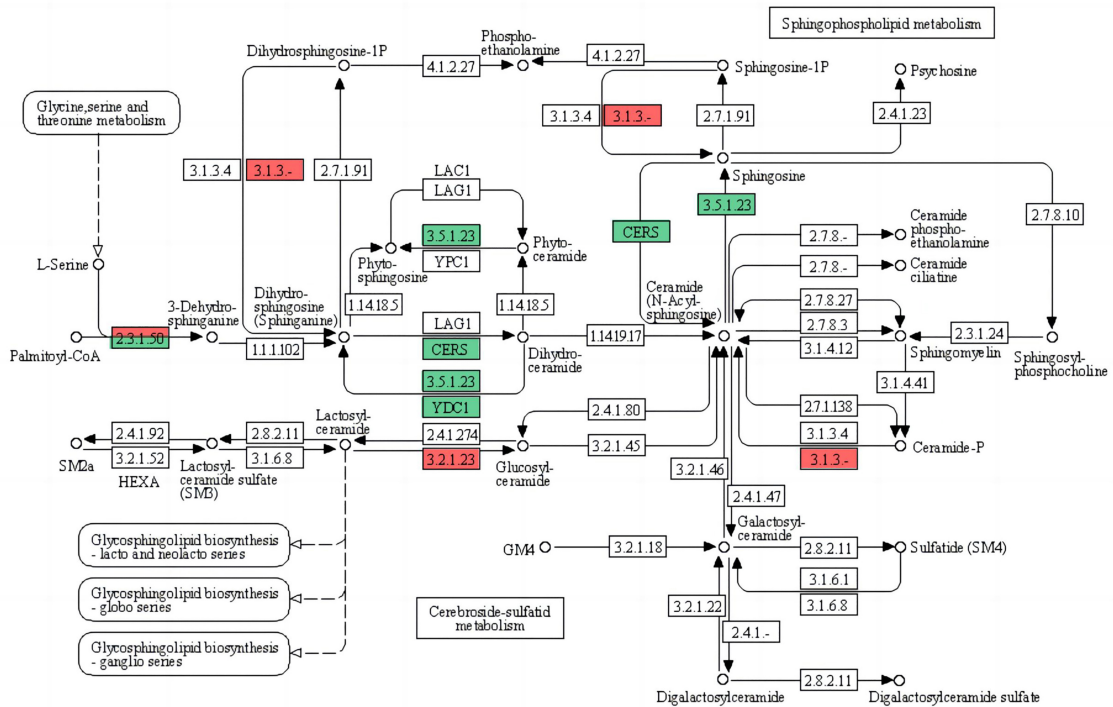 Sphingophospholipid metabolism
Dihydrosphingosine-1P
Phospho-
ethanolamine
4.1.2.27
4.1.2.27
Sphingosine-1P
Psychosine
Glycine,serine and
threonine metabolism
3.1.3.4
3.1.3.-
2.7.1.91
2.4.1.23
3.1.3.4
3.1.3.-
2.7.1.91
LAC1
LAG1
Sphingosine
3.5.1.23
2.7.8.10
3.5.1.23
YPC1
CERS
Phyto-
sphingosine
Phyto-
ceramide
2.7.8.-
Ceramide
phospho-
ethanolamine
L-Serine
2.7.8.-
Ceramide
ciliatine
3-Dehydro-
sphinganine
Dihydro-
sphingosine
(Sphinganine)
1.14.18.5
1.14.18.5
Ceramide
(N-Acyl-
sphingosine)
2.7.8.27
LAG1
2.7.8.3
2.3.1.50
1.14.19.17
2.3.1.24
Palmitoyl-CoA
1.1.1.102
CERS
Dihydro-
ceramide
3.1.4.12
Sphingomyelin
Sphingosyl-
phosphocholine
3.5.1.23
3.1.4.41
YDC1
2.4.1.80
2.7.1.138
Lactosyl-
ceramide
2.4.1.92
2.8.2.11
2.4.1.274
3.1.3.4
3.2.1.45
Ceramide-P
SM2a
3.2.1.52
HEXA
Lactosyl-
ceramide sulfate
(SM3)
3.1.6.8
3.2.1.23
Glucosyl-
ceramide
3.1.3.-
3.2.1.46
2.4.1.47
Galactosyl-
ceramide
Glycosphingolipid biosynthesis
- lacto and neolacto series
GM4
3.2.1.18
2.8.2.11
Sulfatide (SM4)
3.1.6.1
Glycosphingolipid biosynthesis
- globo series
3.2.1.22
3.1.6.8
Cerebroside-sulfatid
metabolism
2.4.1.-
Glycosphingolipid biosynthesis
- ganglio series
2.8.2.11
Digalactosylceramide
Digalactosylceramide sulfate